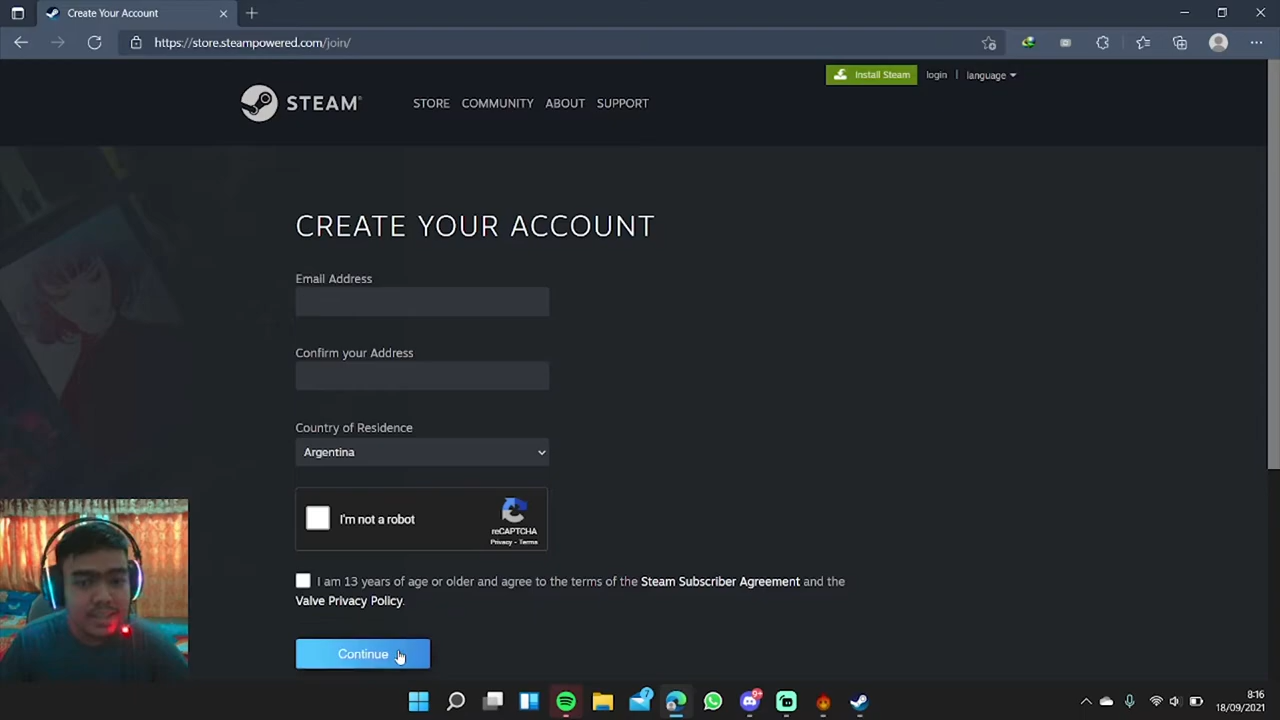 Create Your Account
https://store.steampowered.com/join/
Install Steam login | language
STEAM® STORE COMMUNITY ABOUT SUPPORT
CREATE YOUR ACCOUNT
Email Address
Confirm your Address
Country of Residence
Argentina
I'm not a robot
reCAPTCHA
Privacy - Terms
I am 13 years of age or older and agree to the terms of the Steam Subscriber Agreement and the
Valve Privacy Policy.
Continue
7
9+
8:16
18/09/2021